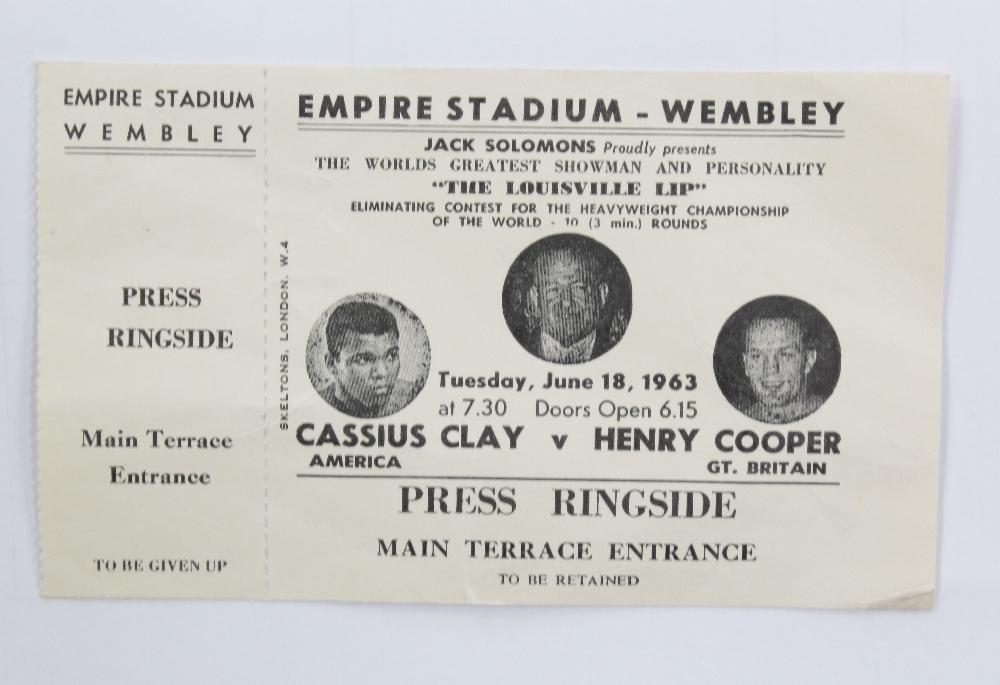 EMPIRE STADIUM
WEMBLEY
PRESS
RINGSIDE
Main Terrace
Entrance
TO BE GIVEN UP
SKELTONS, LONDON, W.4
EMPIRE STADIUM - WEMBLEY
JACK SOLOMONS Proudly presents
THE WORLDS GREATEST SHOWMAN AND PERSONALITY
"THE LOUISVILLE LIP"
ELIMINATING CONTEST FOR THE HEAVYWEIGHT CHAMPIONSHIP
OF THE WORLD - 10 (3 min.) ROUNDS
Tuesday, June 18, 1963
at 7.30 Doors Open 6.15
CASSIUS CLAY v HENRY COOPER
AMERICA GT. BRITAIN
PRESS RINGSIDE
MAIN TERRACE ENTRANCE
TO BE RETAINED